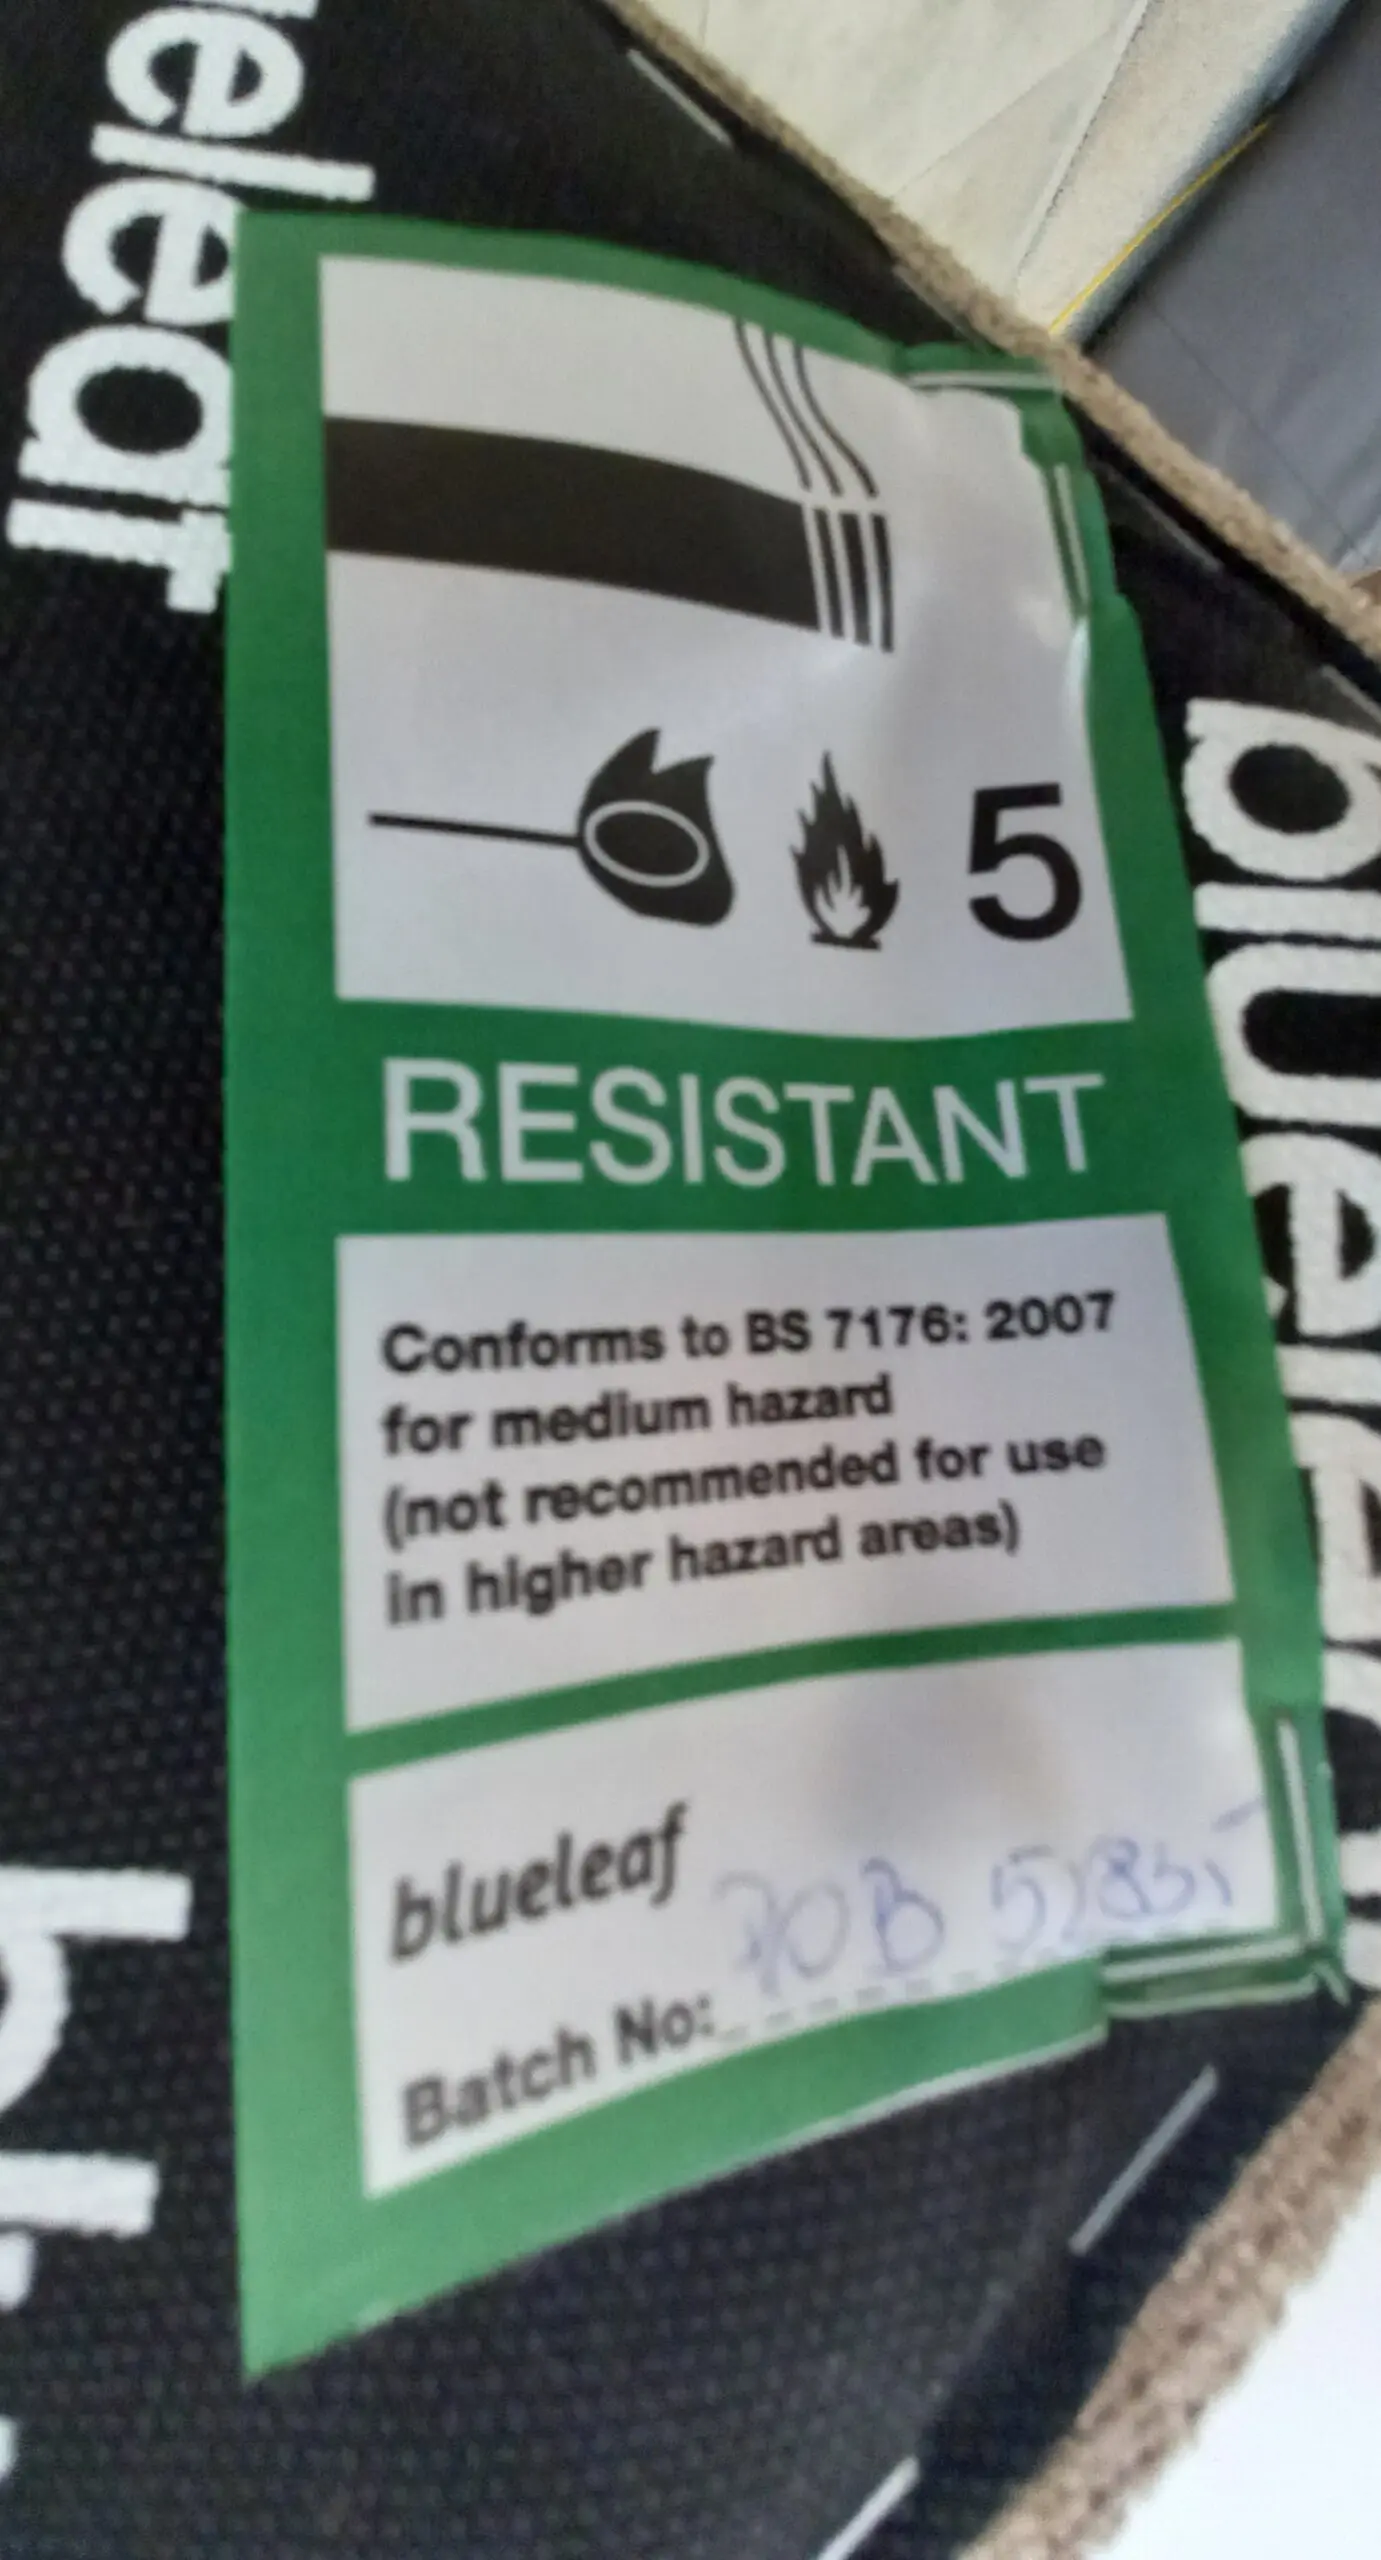 blueleaf
5
RESISTANT
Conforms to BS 7176: 2007
for medium hazard
(not recommended for use
in higher hazard areas)
blueleaf
Batch No: